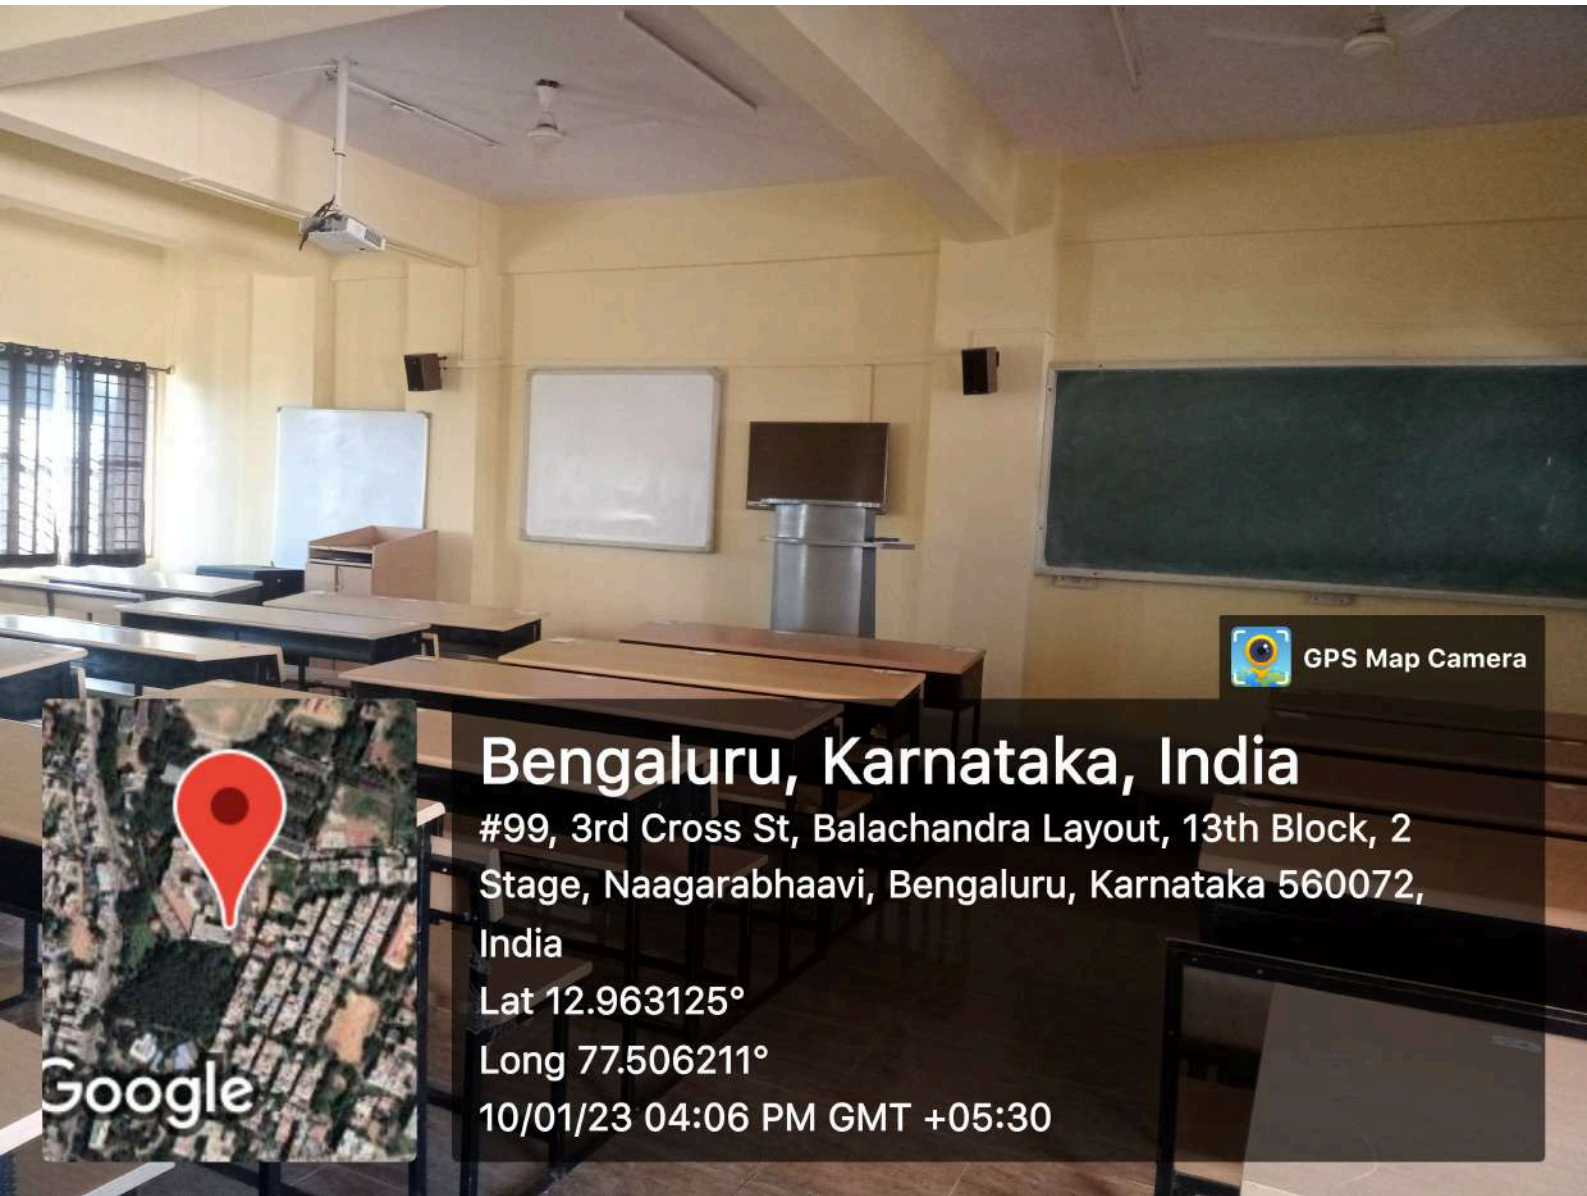 GPS Map Camera
Bengaluru, Karnataka, India
#99, 3rd Cross St, Balachandra Layout, 13th Block, 2
Stage, Naagarabhaavi, Bengaluru, Karnataka 560072,
India
Lat 12.963125°
Long 77.506211°
10/01/23 04:06 PM GMT +05:30
Google